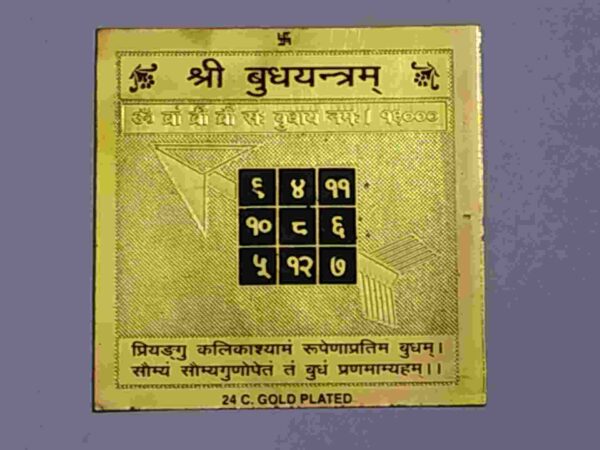 卐
श्री बुधयन्त्रम्
ॐ ब्रां ब्रीं ब्रौं सः बुधाय नमः।
९ ४ ११
१० ८ ६
५ १२ ७
प्रियङ्गु कलिकाश्यामं रूपेणाप्रतिम बुधम्।
सौम्यं सौम्यगुणोपेतं तं बुधं प्रणमाम्यहम्।।
24 C. GOLD PLATED